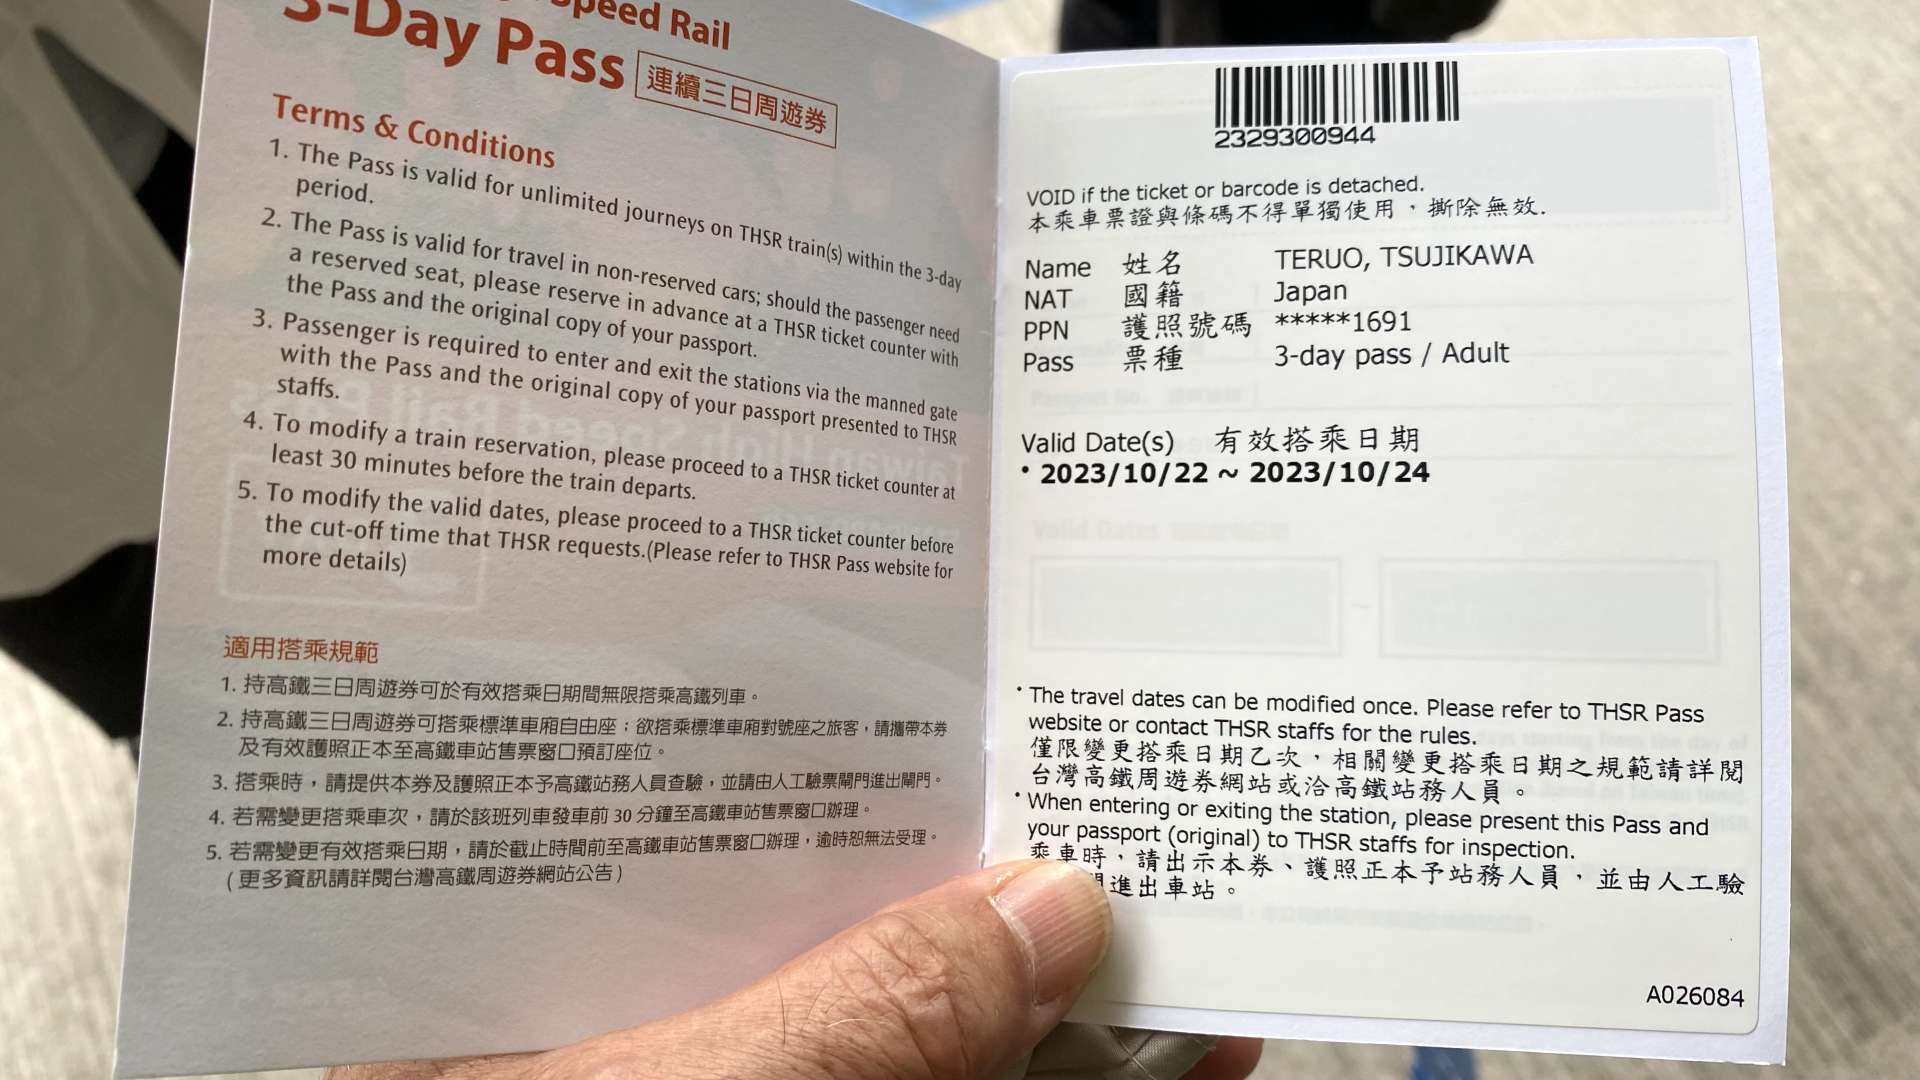 Speed Rail
3-Day Pass 連續三日周遊券
Terms & Conditions
1. The Pass is valid for unlimited journeys on THSR train(s) within the 3-day
period.
2. The Pass is valid for travel in non-reserved cars; should the passenger need
a reserved seat, please reserve in advance at a THSR ticket counter with
the Pass and the original copy of your passport.
3. Passenger is required to enter and exit the stations via the manned gate
with the Pass and the original copy of your passport presented to THSR
staffs.
4. To modify a train reservation, please proceed to a THSR ticket counter at
least 30 minutes before the train departs.
5. To modify the valid dates, please proceed to a THSR ticket counter before
the cut-off time that THSR requests.(Please refer to THSR Pass website for
more details)
適用搭乘規範
1. 持高鐵三日周遊券可於有效搭乘日期間無限搭乘高鐵列車。
2. 持高鐵三日周遊券可搭乘標準車廂自由座；欲搭乘標準車廂對號座之旅客，請攜帶本券
及有效護照正本至高鐵車站售票窗口預訂座位。
3. 搭乘時，請提供本券及護照正本予高鐵站務人員查驗，並請由人工驗票閘門進出閘門。
4. 若需變更搭乘車次，請於該班列車發車前 30 分鐘至高鐵車站售票窗口辦理。
5. 若需變更有效搭乘日期，請於截止時間前至高鐵車站售票窗口辦理，逾時恕無法受理。
(更多資訊請詳閱台灣高鐵周遊券網站公告)
2329300944
VOID if the ticket or barcode is detached.
本乘車票證與條碼不得單獨使用，撕除無效.
Name 姓名 TERUO, TSUJIKAWA
NAT 國籍 Japan
PPN 護照號碼 *****1691
Pass 票種 3-day pass / Adult
Valid Date(s) 有效搭乘日期
• 2023/10/22 ~ 2023/10/24
• The travel dates can be modified once. Please refer to THSR Pass
website or contact THSR staffs for the rules.
僅限變更搭乘日期乙次，相關變更搭乘日期之規範請詳閱
台灣高鐵周遊券網站或洽高鐵站務人員。
• When entering or exiting the station, please present this Pass and
your passport (original) to THSR staffs for inspection.
乘車時，請出示本券、護照正本予站務人員，並由人工驗
進出車站。
A026084